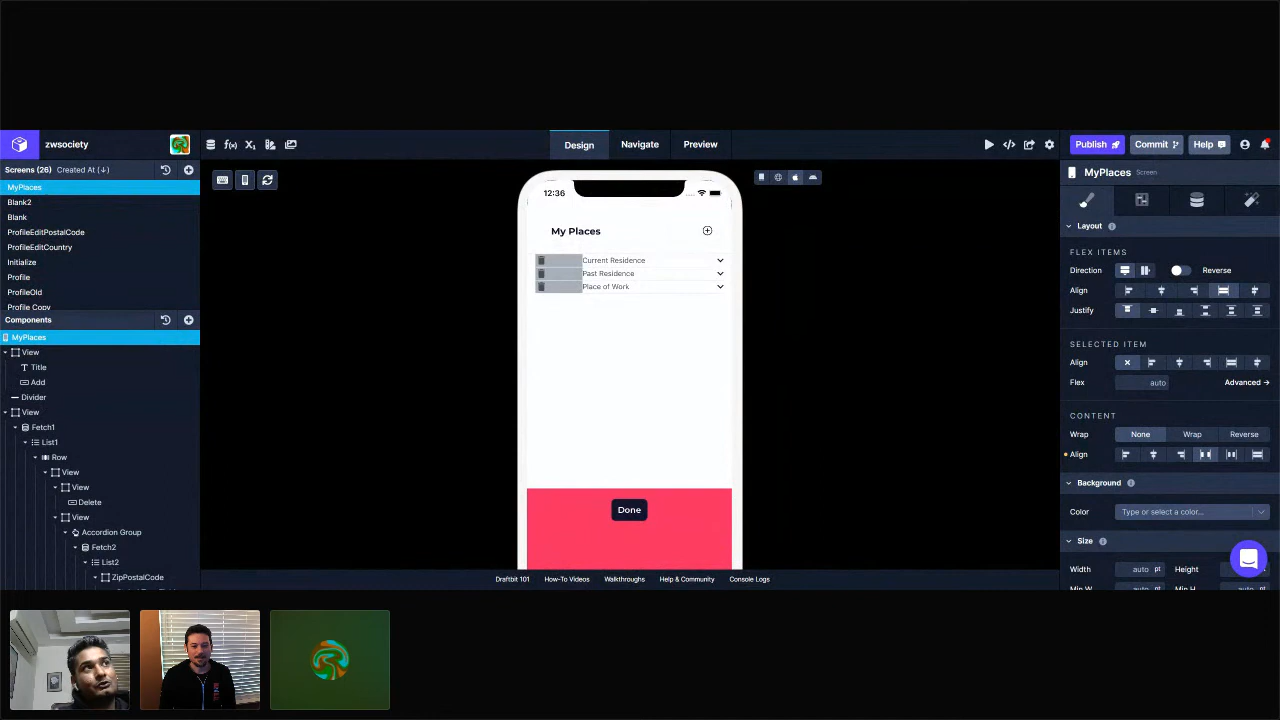 zwsociety
f(x)
X1
Design
Navigate
Preview
Publish
Commit
Help
Screens (26)
Created At (↓)
MyPlaces
Blank2
Blank
ProfileEditPostalCode
ProfileEditCountry
Initialize
Profile
ProfileOld
Profile Copy
Components
MyPlaces
View
Title
Add
Divider
View
Fetch1
List1
Row
View
View
Delete
View
Accordion Group
Fetch2
List2
ZipPostalCode
12:36
My Places
Current Residence
Past Residence
Place of Work
Done
Draftbit 101
How-To Videos
Walkthroughs
Help & Community
Console Logs
MyPlaces Screen
Layout
FLEX ITEMS
Direction
Reverse
Align
Justify
SELECTED ITEM
Align
Flex
auto
Advanced →
CONTENT
Wrap
None
Wrap
Reverse
Align
Background
Color
Type or select a color...
Size
Width
auto pt
Height